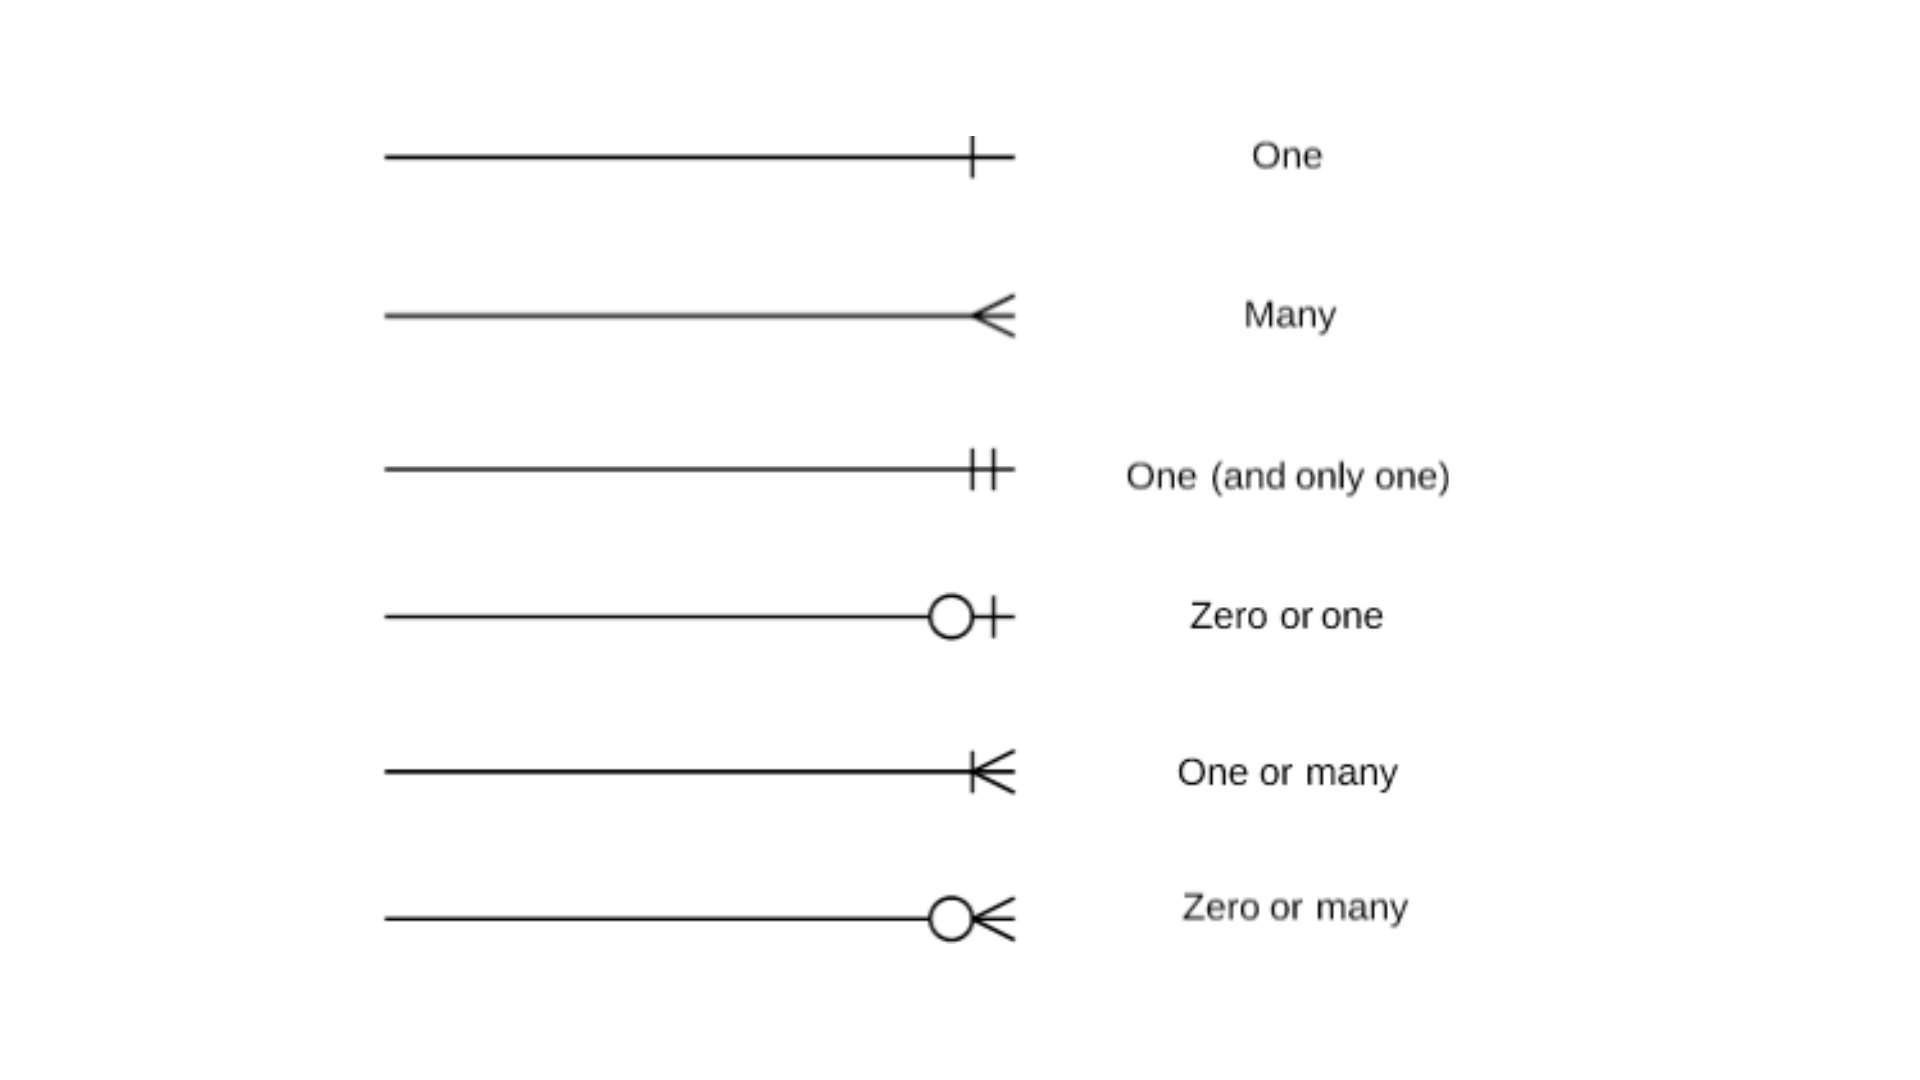 One
Many
One (and only one)
Zero or one
One or many
Zero or many